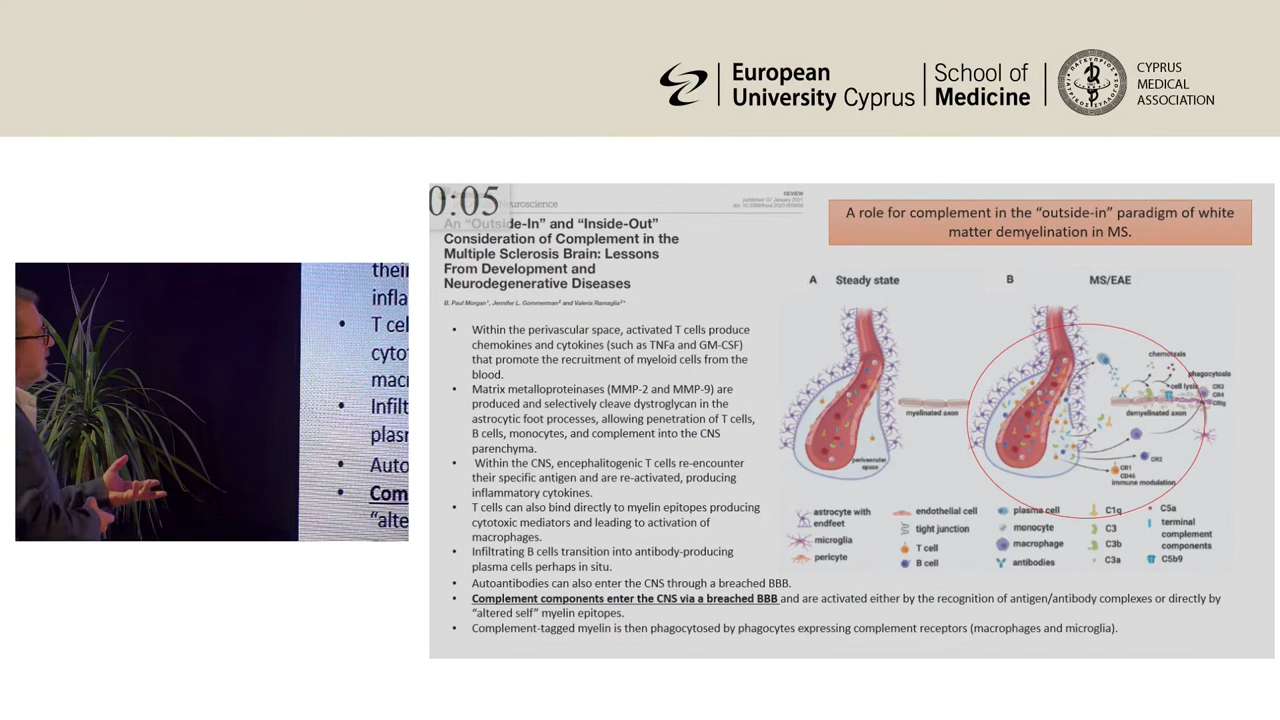 European
University Cyprus
School of
Medicine
CYPRUS
MEDICAL
ASSOCIATION
0:05
REVIEW
An “Outside-In” and “Inside-Out”
Consideration of Complement in the
Multiple Sclerosis Brain: Lessons
From Development and
Neurodegenerative Diseases
B. Paul Morgan¹, Jennifer L. Gommerman² and Valeria Ramaglia²*
• Within the perivascular space, activated T cells produce
chemokines and cytokines (such as TNFa and GM-CSF)
that promote the recruitment of myeloid cells from the
blood.
• Matrix metalloproteinases (MMP-2 and MMP-9) are
produced and selectively cleave dystroglycan in the
astrocytic foot processes, allowing penetration of T cells,
B cells, monocytes, and complement into the CNS
parenchyma.
• Within the CNS, encephalitogenic T cells re-encounter
their specific antigen and are re-activated, producing
inflammatory cytokines.
• T cells can also bind directly to myelin epitopes producing
cytotoxic mediators and leading to activation of
macrophages.
• Infiltrating B cells transition into antibody-producing
plasma cells perhaps in situ.
• Autoantibodies can also enter the CNS through a breached BBB.
• Complement components enter the CNS via a breached BBB and are activated either by the recognition of antigen/antibody complexes or directly by
“altered self” myelin epitopes.
• Complement-tagged myelin is then phagocytosed by phagocytes expressing complement receptors (macrophages and microglia).
A role for complement in the “outside-in” paradigm of white
matter demyelination in MS.
A Steady state
B MS/EAE
myelinated axon
perivascular
space
chemotaxis
phagocytosis
cell lysis
CR3
CR4
CRIg
demyelinated axon
CR2
CR1
CD46
immune modulation
astrocyte with
endfeet
microglia
pericyte
endothelial cell
tight junction
T cell
B cell
plasma cell
monocyte
macrophage
antibodies
C1q
C3
C3b
C3a
C5a
terminal
complement
components
C5b9
their
infla
• T cel
cyto
mac
• Infilt
plasm
• Auto
• Com
“alte